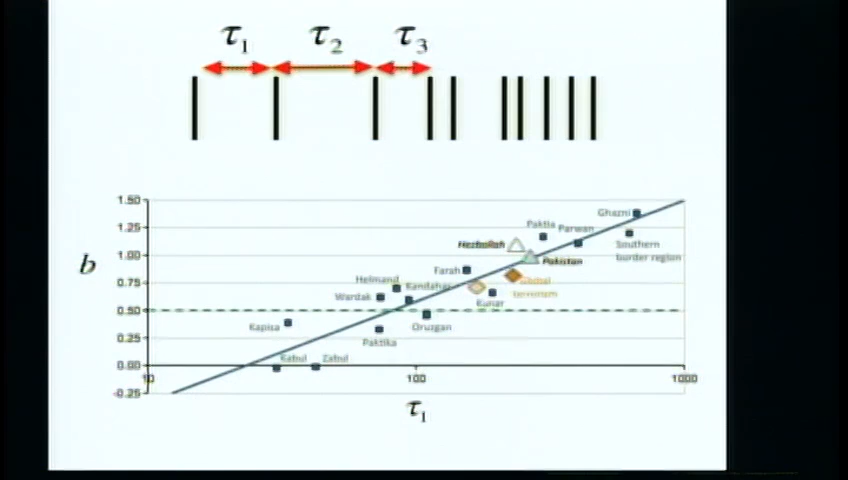 τ1 τ2 τ3
1.50
1.25
1.00
0.75
0.50
0.25
0.00
-0.25
b
Ghazni
Paktia
Parwan
Southern
border region
Hezbollah
Pakistan
Farah
Global
terrorism
Helmand
Kandahar
Wardak
Kunar
Kapisa
Oruzgan
Paktika
Kabul
Zabul
10
100
1000
τ1